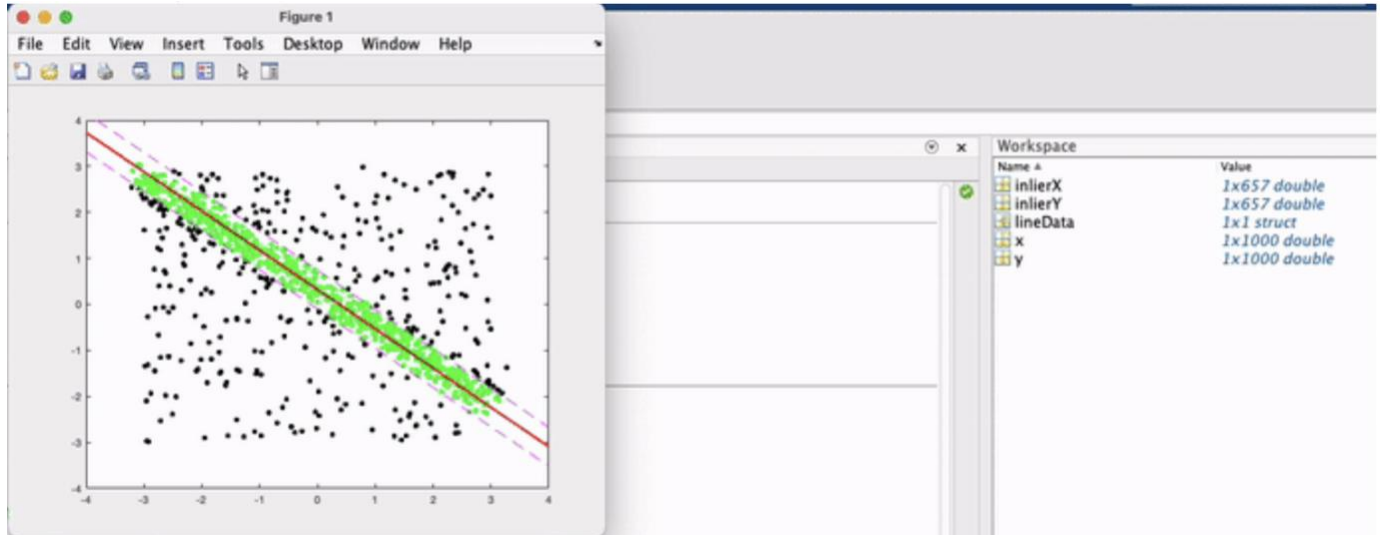 Figure 1
File Edit View Insert Tools Desktop Window Help
4
3
2
1
0
-1
-2
-3
-4
-4 -3 -2 -1 0 1 2 3 4
Workspace
Name Value
inlierX 1x657 double
inlierY 1x657 double
lineData 1x1 struct
x 1x1000 double
y 1x1000 double